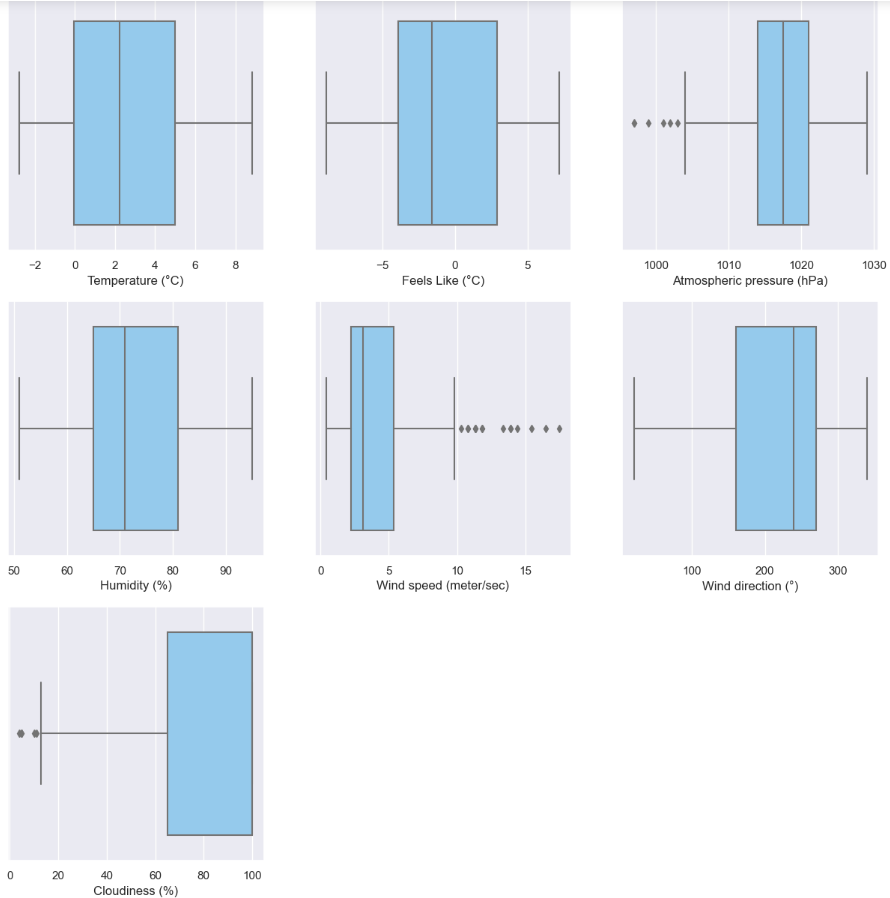 −2 0 2 4 6 8
Temperature (°C)
−5 0 5
Feels Like (°C)
1000 1010 1020 1030
Atmospheric pressure (hPa)
50 60 70 80 90
Humidity (%)
0 5 10 15
Wind speed (meter/sec)
100 200 300
Wind direction (°)
0 20 40 60 80 100
Cloudiness (%)